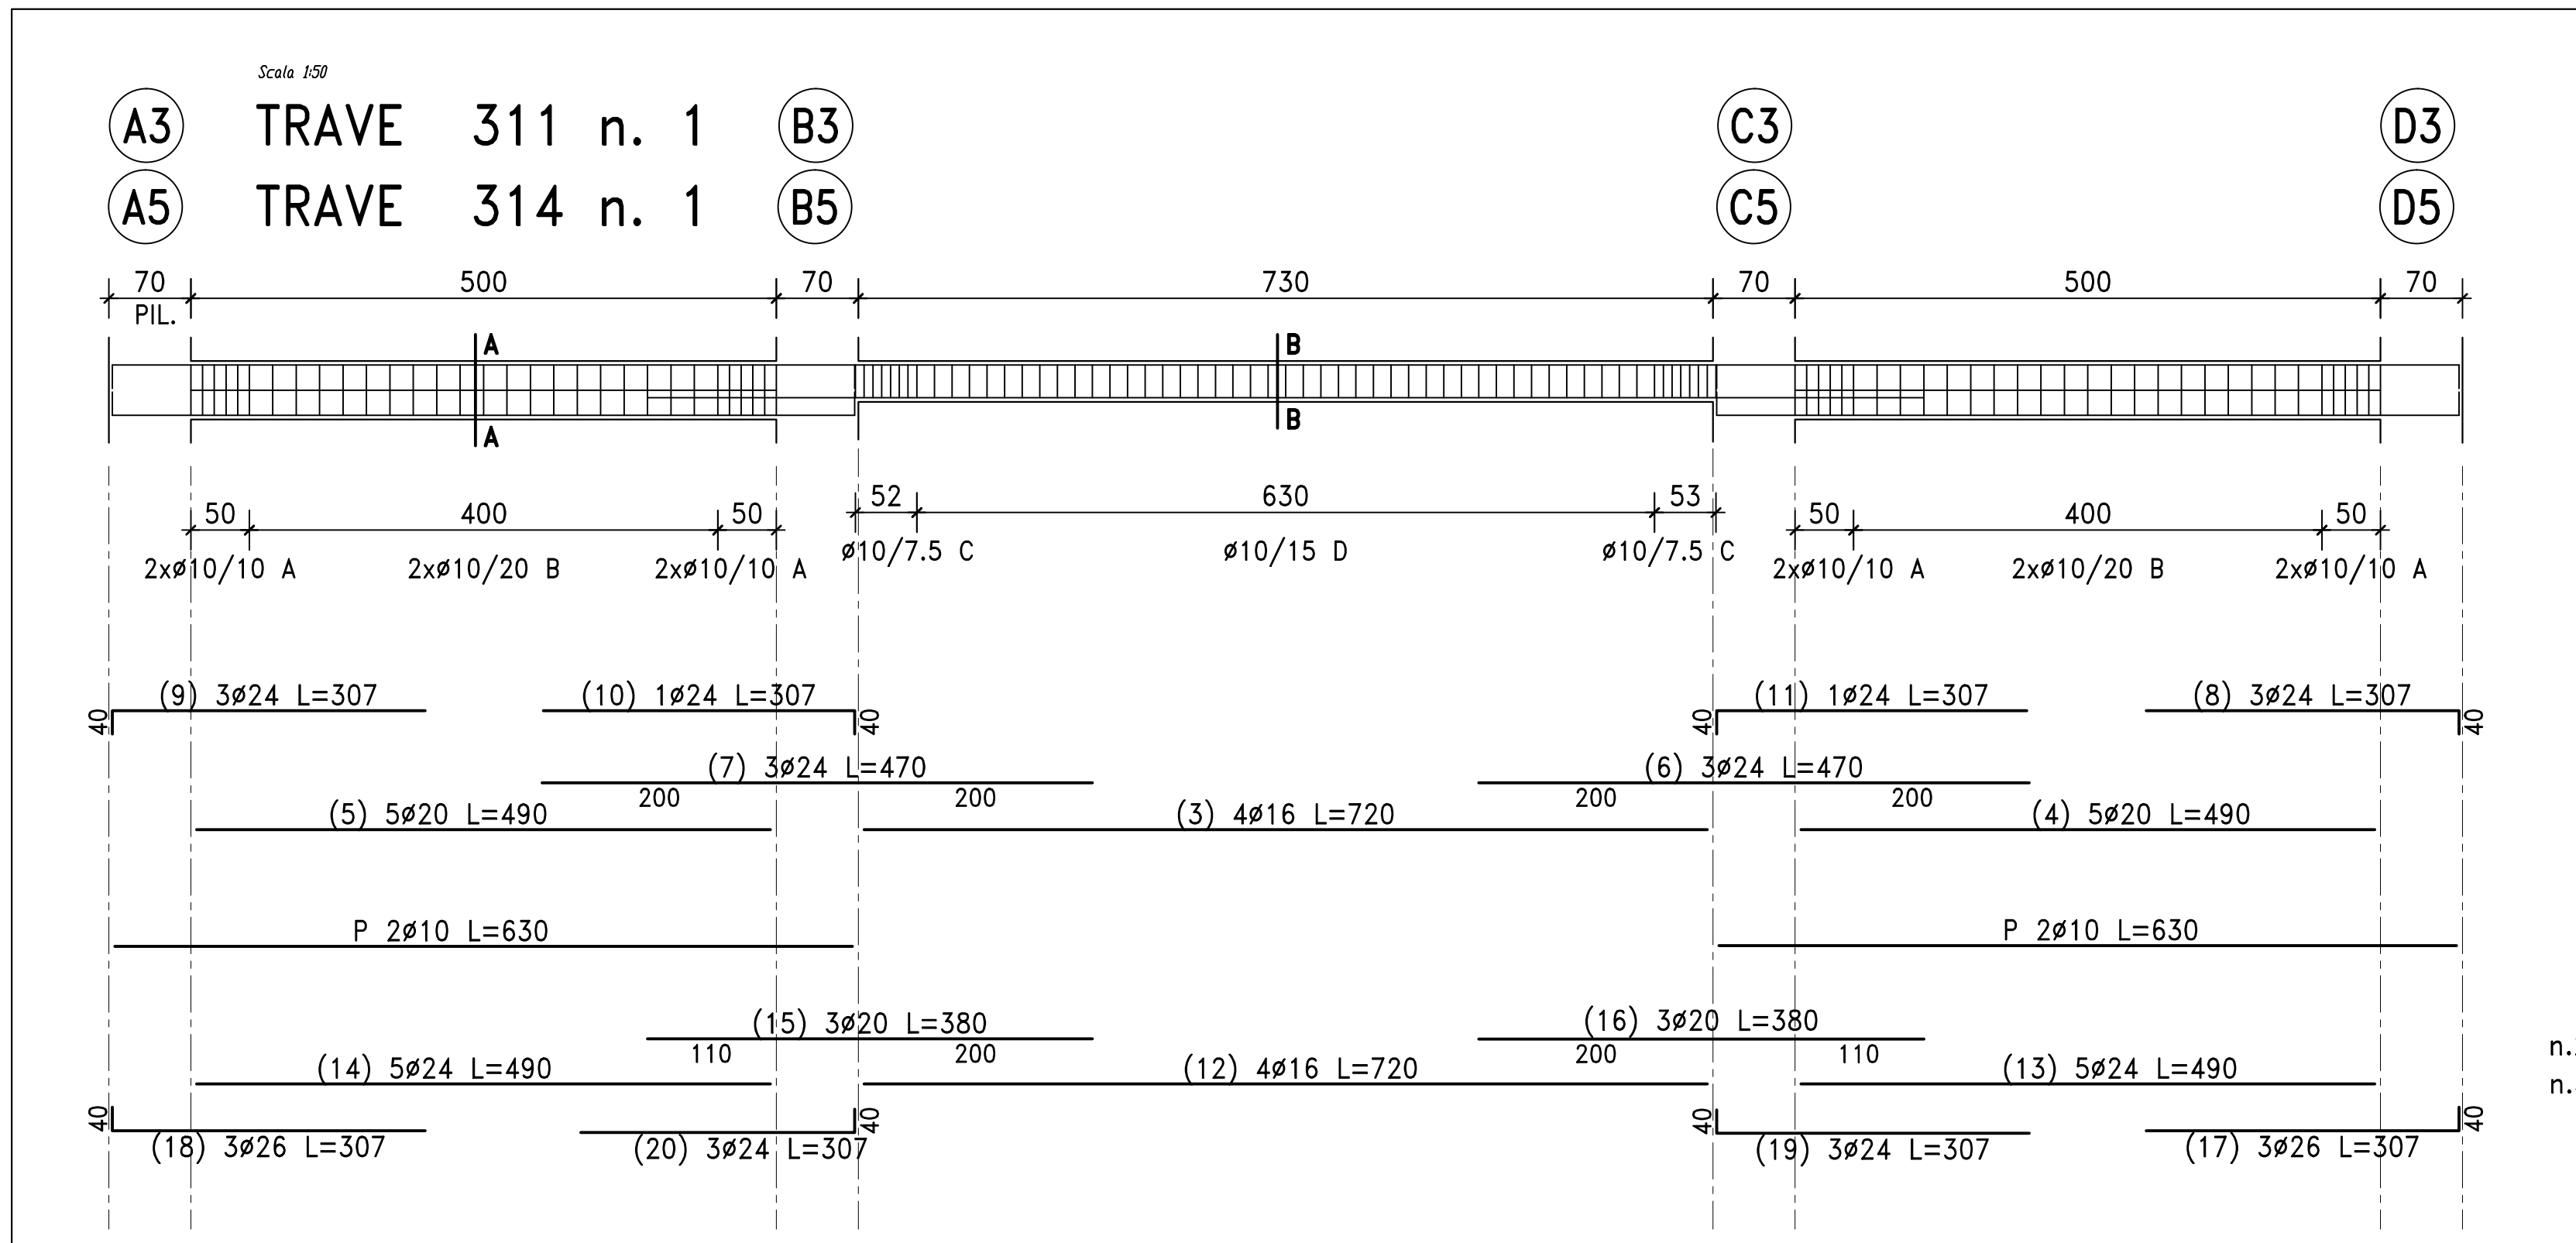 Scala 1:50
A3 TRAVE 311 n. 1 B3 C3 D3
A5 TRAVE 314 n. 1 B5 C5 D5
70 500 70 730 70 500 70
PIL.
A B
A B
52 630 53
50 400 50 50 400 50
ø10/7.5 C ø10/15 D ø10/7.5 C
2xø10/10 A 2xø10/20 B 2xø10/10 A 2xø10/10 A 2xø10/20 B 2xø10/10 A
(9) 3ø24 L=307 (10) 1ø24 L=307 (11) 1ø24 L=307 (8) 3ø24 L=307
40 40 40 40
(7) 3ø24 L=470 (6) 3ø24 L=470
200 200 200 200
(5) 5ø20 L=490 (3) 4ø16 L=720 (4) 5ø20 L=490
P 2ø10 L=630 P 2ø10 L=630
(15) 3ø20 L=380 (16) 3ø20 L=380
110 200 200 110
n.
(14) 5ø24 L=490 (12) 4ø16 L=720 (13) 5ø24 L=490
n.
40 40 40 40
(18) 3ø26 L=307 (20) 3ø24 L=307 (19) 3ø24 L=307 (17) 3ø26 L=307